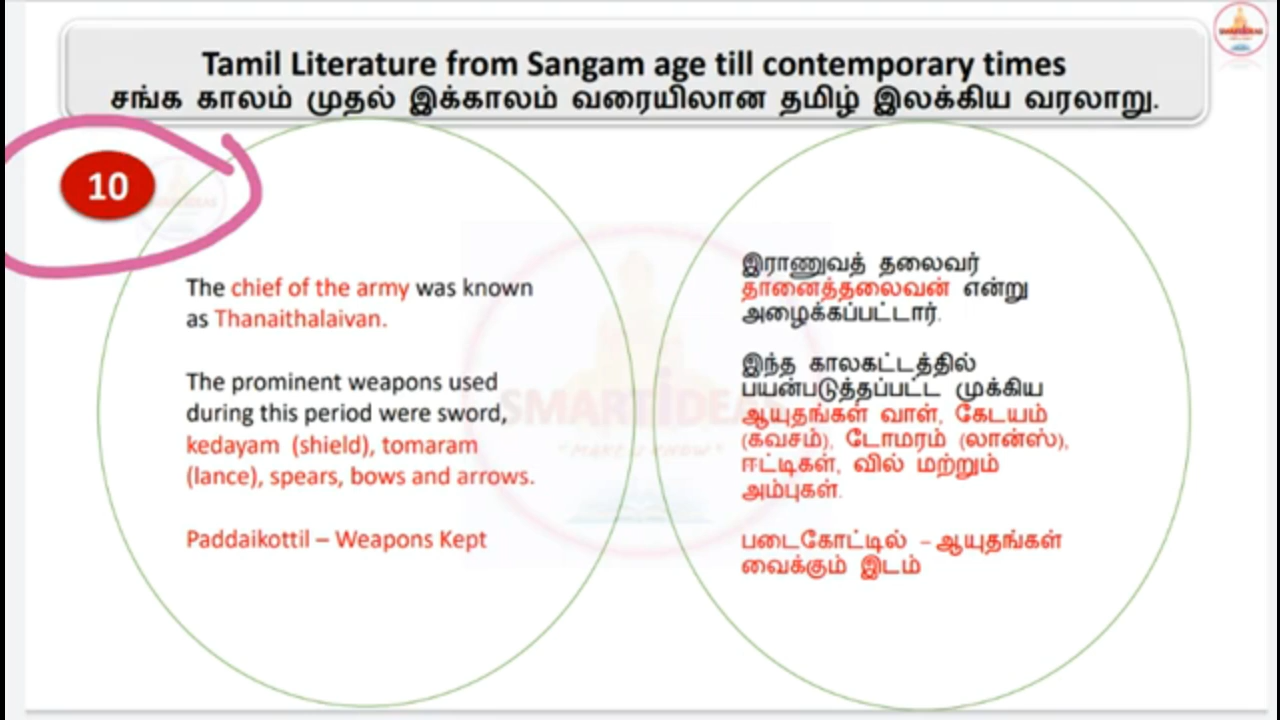 Tamil Literature from Sangam age till contemporary times
சங்க காலம் முதல் இக்காலம் வரையிலான தமிழ் இலக்கிய வரலாறு.
SMARTIDEAS
10
The chief of the army was known
as Thanaithalaivan.
The prominent weapons used
during this period were sword,
kedayam (shield), tomaram
(lance), spears, bows and arrows.
Paddaikottil – Weapons Kept
இராணுவத் தலைவர்
தானைத்தலைவன் என்று
அழைக்கப்பட்டார்.
இந்த காலகட்டத்தில்
பயன்படுத்தப்பட்ட முக்கிய
ஆயுதங்கள் வாள், கேடயம்
(கவசம்), டோமரம் (லான்ஸ்),
ஈட்டிகள், வில் மற்றும்
அம்புகள்.
படைகோட்டில் – ஆயுதங்கள்
வைக்கும் இடம்
SMARTIDEAS
"MAKE U KNOW"